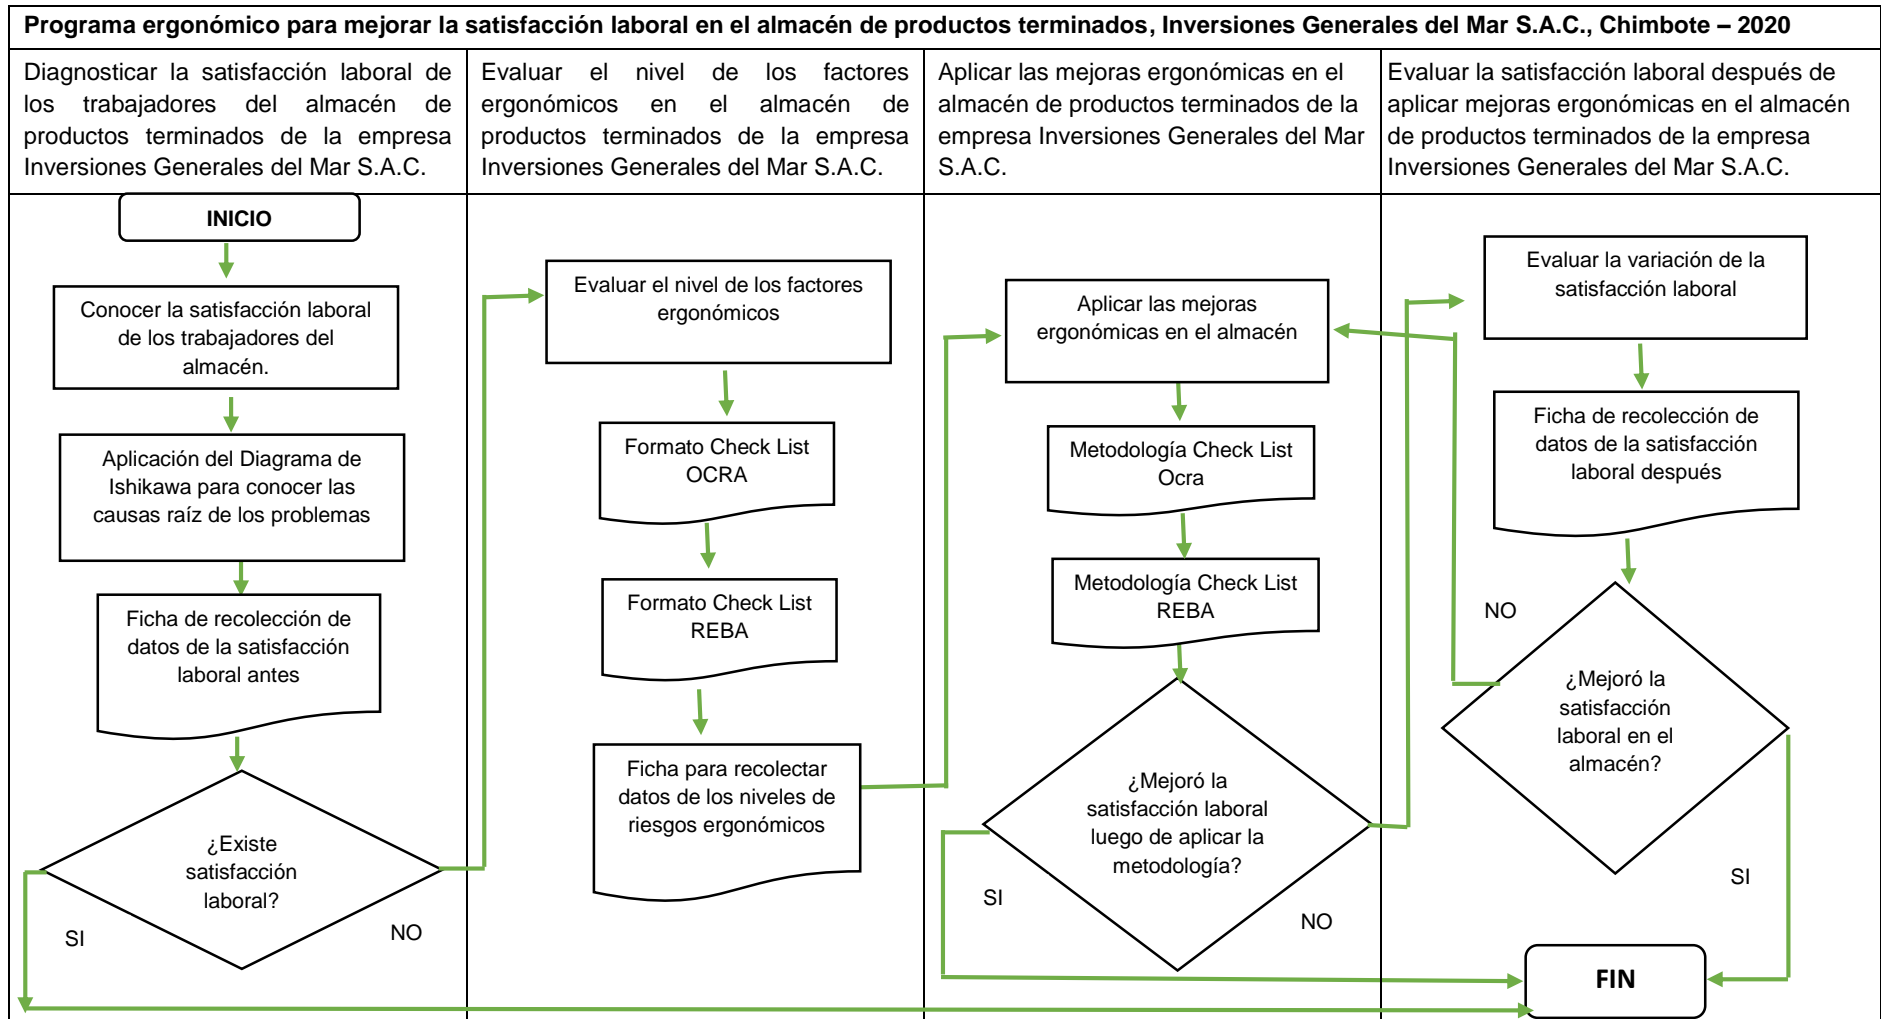 Programa ergonómico para mejorar la satisfacción laboral en el almacén de productos terminados, Inversiones Generales del Mar S.A.C., Chimbote – 2020
Diagnosticar la satisfacción laboral de
los trabajadores del almacén de
productos terminados de la empresa
Inversiones Generales del Mar S.A.C.
Evaluar el nivel de los factores
ergonómicos en el almacén de
productos terminados de la empresa
Inversiones Generales del Mar S.A.C.
Aplicar las mejoras ergonómicas en el
almacén de productos terminados de la
empresa Inversiones Generales del Mar
S.A.C.
Evaluar la satisfacción laboral después de
aplicar mejoras ergonómicas en el almacén
de productos terminados de la empresa
Inversiones Generales del Mar S.A.C.
INICIO
Conocer la satisfacción laboral
de los trabajadores del
almacén.
Aplicación del Diagrama de
Ishikawa para conocer las
causas raíz de los problemas
Ficha de recolección de
datos de la satisfacción
laboral antes
¿Existe
satisfacción
laboral?
SI
NO
Evaluar el nivel de los factores
ergonómicos
Formato Check List
OCRA
Formato Check List
REBA
Ficha para recolectar
datos de los niveles de
riesgos ergonómicos
Aplicar las mejoras
ergonómicas en el almacén
Metodología Check List
Ocra
Metodología Check List
REBA
¿Mejoró la
satisfacción laboral
luego de aplicar la
metodología?
SI
NO
Evaluar la variación de la
satisfacción laboral
Ficha de recolección de
datos de la satisfacción
laboral después
NO
¿Mejoró la
satisfacción
laboral en el
almacén?
SI
FIN